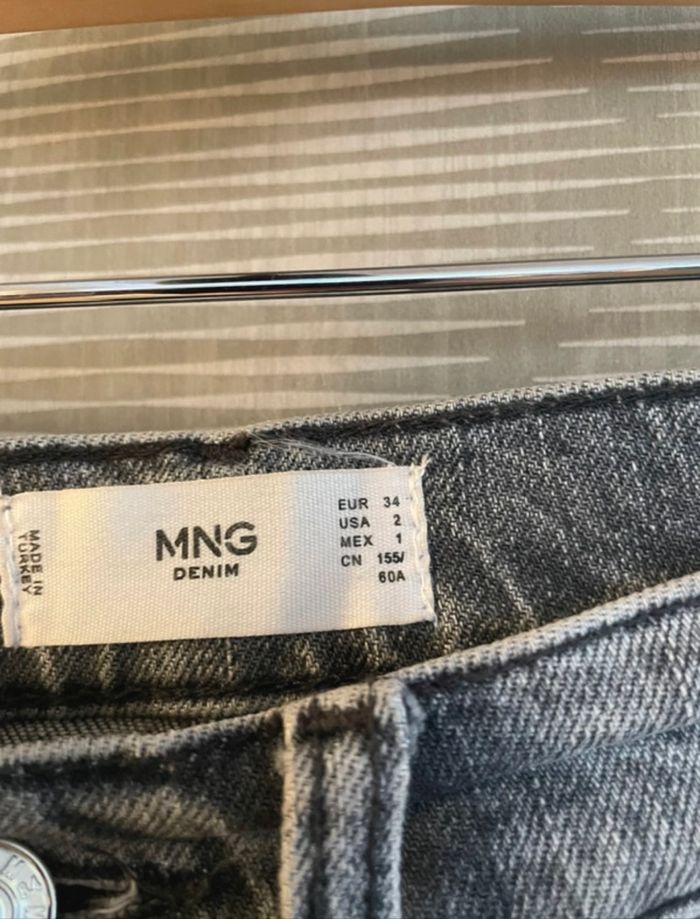 MADE IN
TURKEY
MNG
DENIM
EUR 34
USA 2
MEX 1
CN 155/
60A